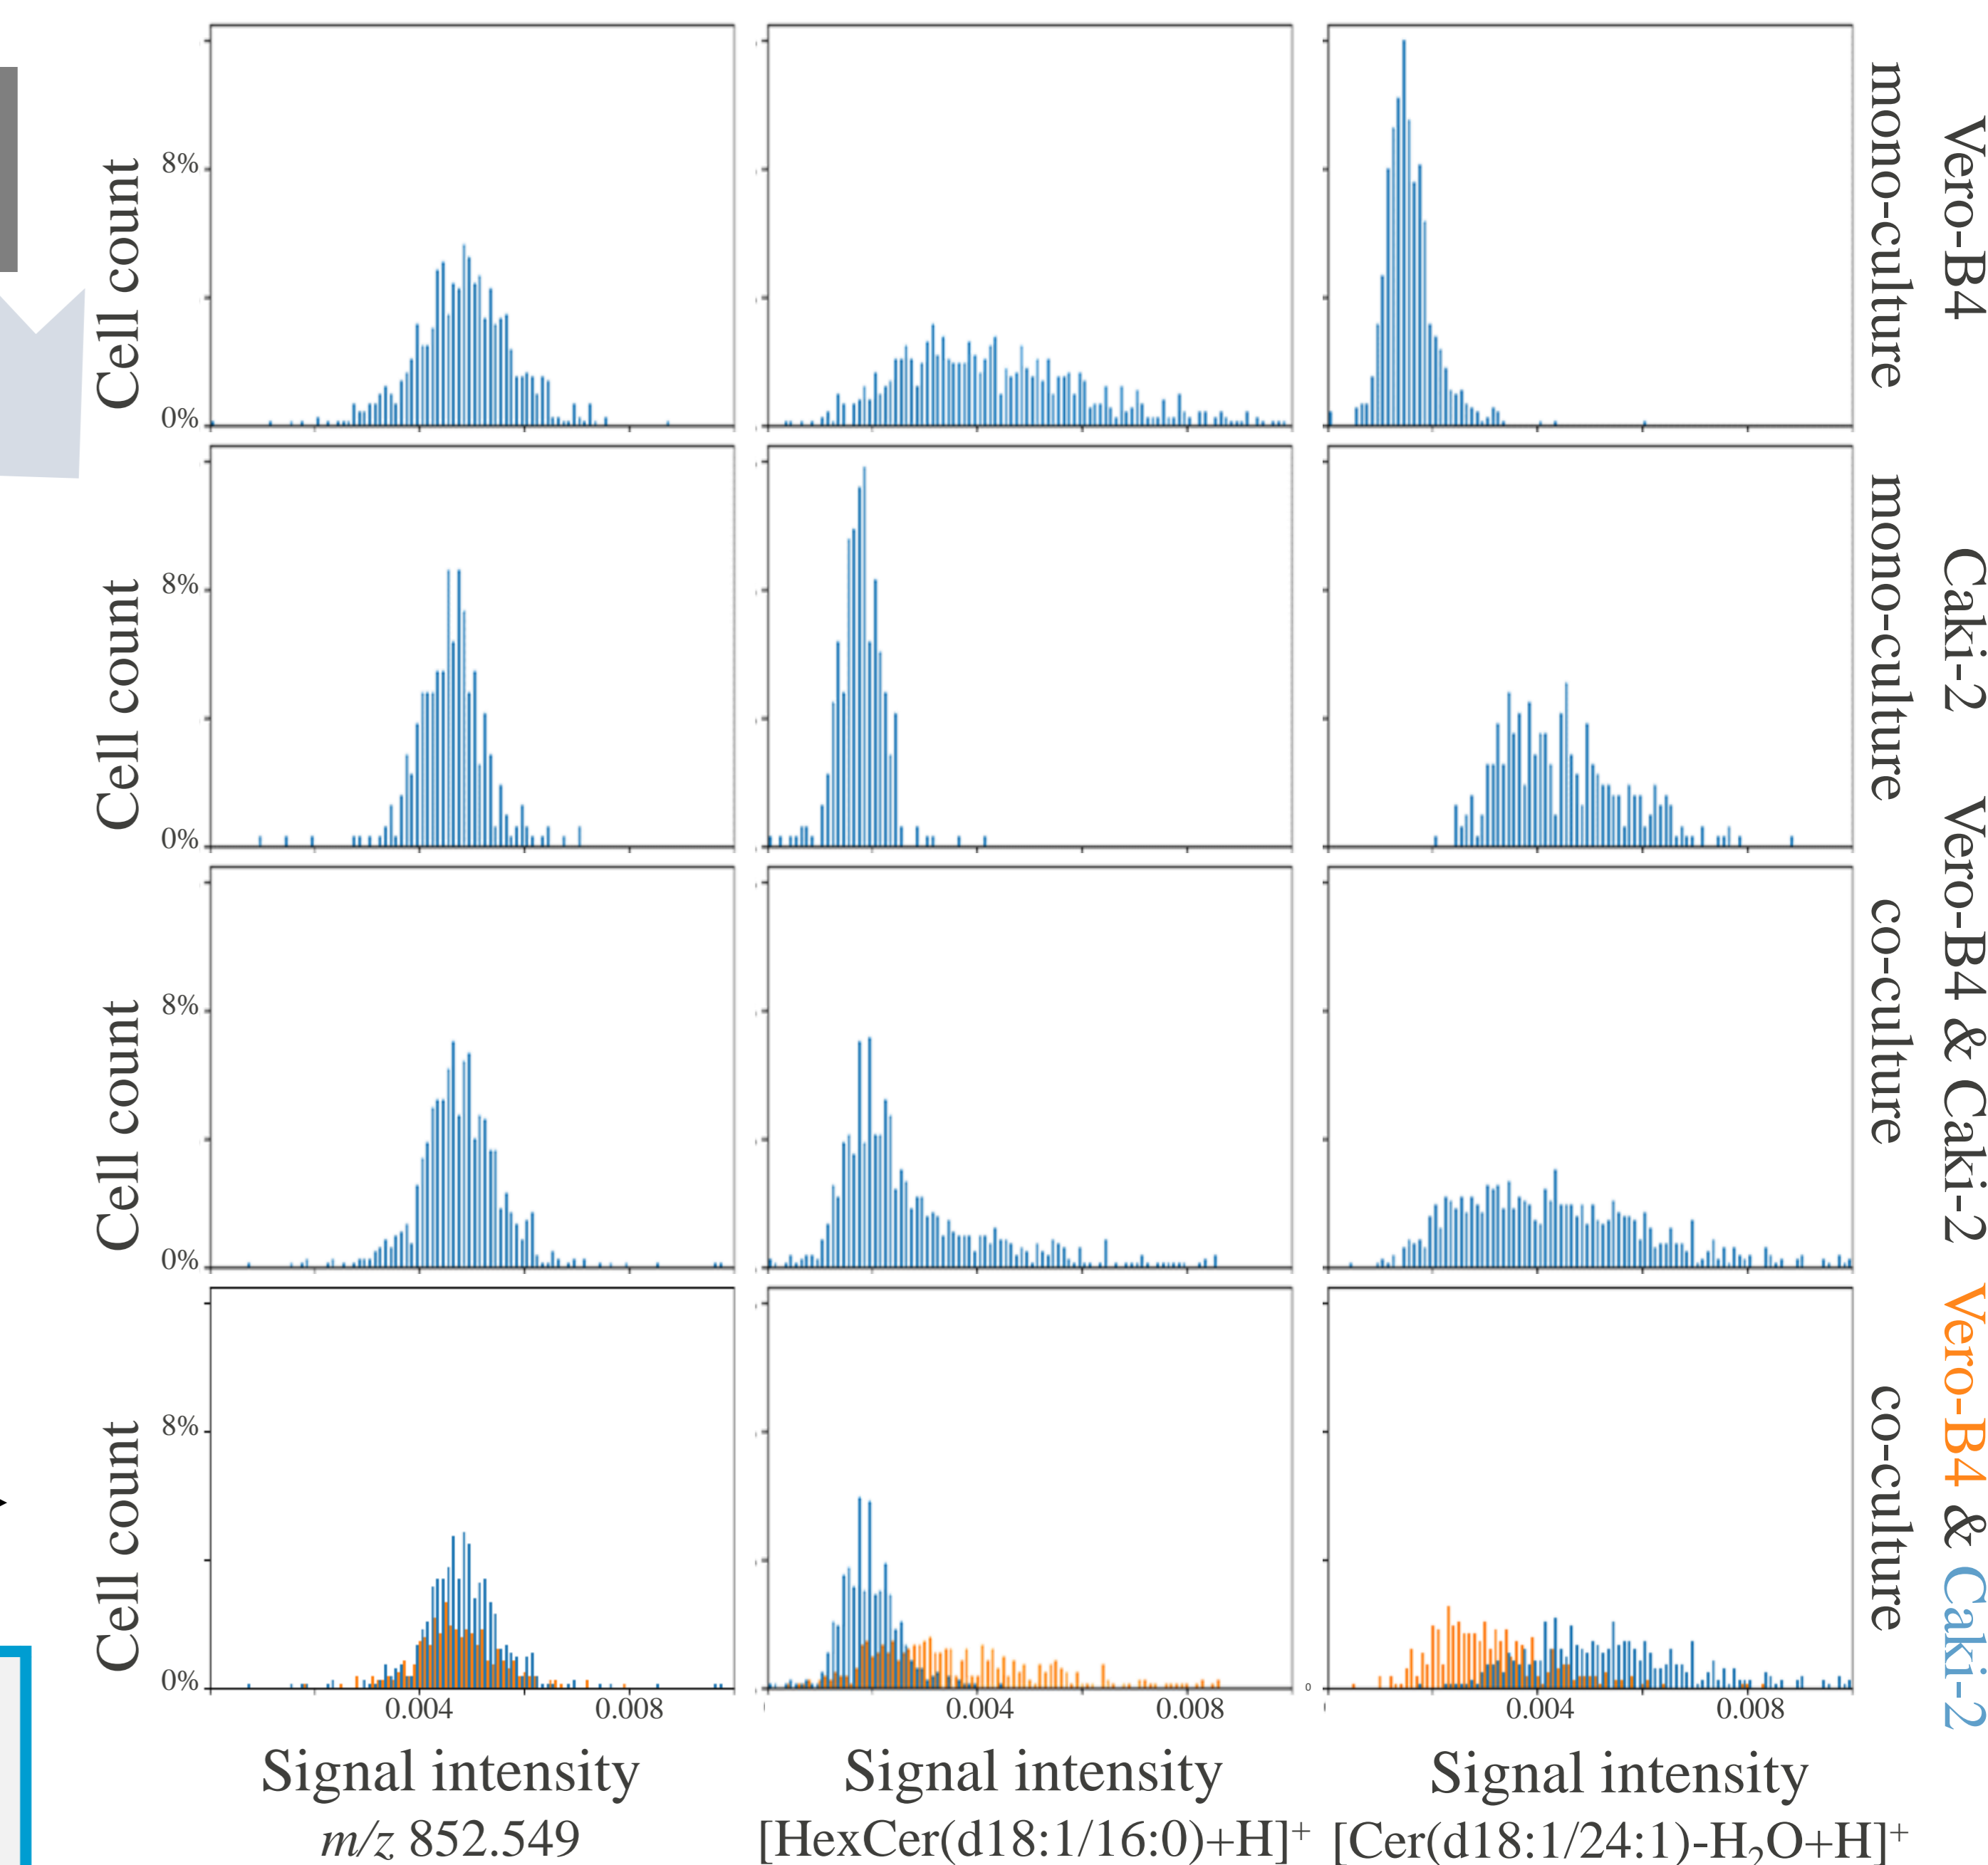 Cell count
8%
0%
mono-culture
Vero-B4
Cell count
8%
0%
mono-culture
Caki-2
Cell count
8%
0%
co-culture
Vero-B4 & Caki-2
Cell count
8%
0%
0
co-culture
Vero-B4 & Caki-2
0.004 0.008 0.004 0.008 0.004 0.008
Signal intensity Signal intensity Signal intensity
m/z 852.549 [HexCer(d18:1/16:0)+H]⁺ [Cer(d18:1/24:1)-H₂O+H]⁺